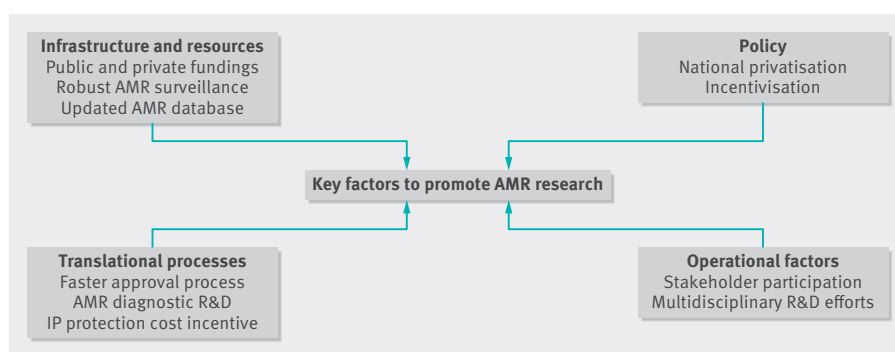 Infrastructure and resources
Public and private fundings
Robust AMR surveillance
Updated AMR database
Policy
National privatisation
Incentivisation
Key factors to promote AMR research
Translational processes
Faster approval process
AMR diagnostic R&D
IP protection cost incentive
Operational factors
Stakeholder participation
Multidisciplinary R&D efforts